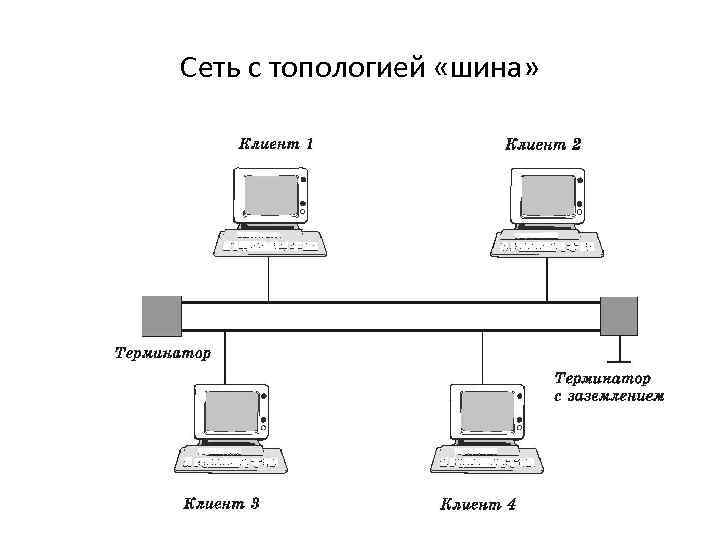 Сеть с топологией «шина»
Клиент 1
Клиент 2
Терминатор
Терминатор
с заземлением
Клиент 3
Клиент 4